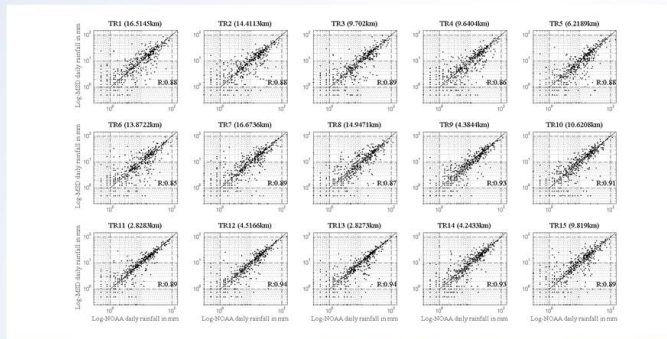 TR1 (16.5145km) TR2 (14.4113km) TR3 (9.702km) TR4 (9.6404km) TR5 (6.2189km)
Log-MSD daily rainfall in mm
R:0.88 R:0.88 R:0.89 R:0.86 R:0.88
TR6 (13.8722km) TR7 (16.6736km) TR8 (14.9471km) TR9 (4.3844km) TR10 (10.6208km)
Log-MSD daily rainfall in mm
R:0.85 R:0.89 R:0.87 R:0.93 R:0.91
TR11 (2.8283km) TR12 (4.5166km) TR13 (2.8273km) TR14 (4.2433km) TR15 (9.819km)
Log-MSD daily rainfall in mm
R:0.89 R:0.94 R:0.94 R:0.93 R:0.89
Log-NOAA daily rainfall in mm Log-NOAA daily rainfall in mm Log-NOAA daily rainfall in mm Log-NOAA daily rainfall in mm Log-NOAA daily rainfall in mm